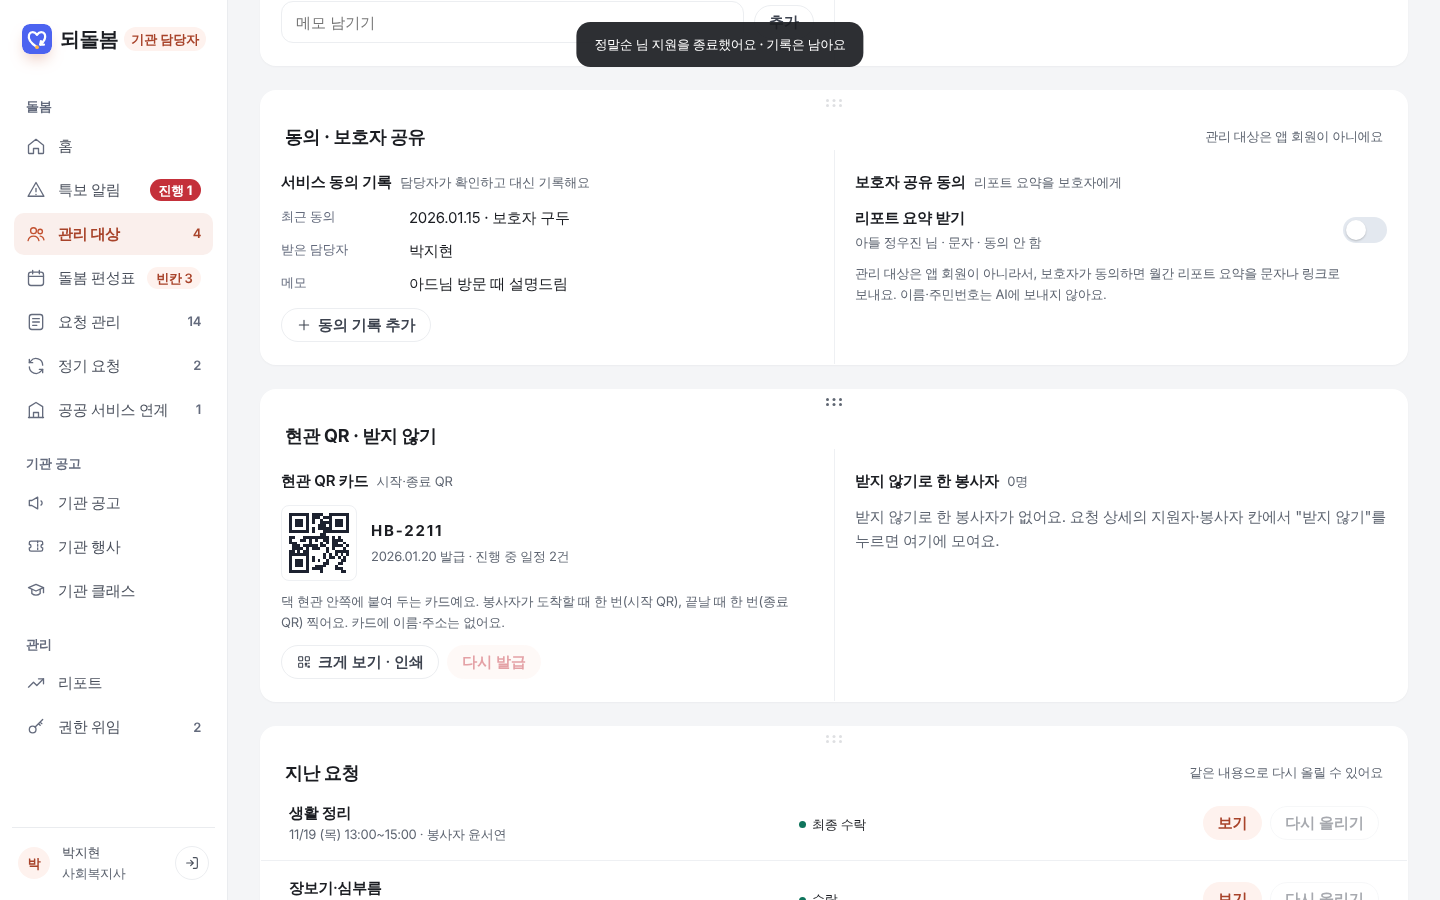 되돌봄
기관 담당자
돌봄
홈
특보 알림
진행 1
관리 대상
4
돌봄 편성표
빈칸 3
요청 관리
14
정기 요청
2
공공 서비스 연계
1
기관 공고
기관 공고
기관 행사
기관 클래스
관리
리포트
권한 위임
2
박
박지현
사회복지사
메모 남기기
추가
정말순 님 지원을 종료했어요 · 기록은 남아요
동의 · 보호자 공유
관리 대상은 앱 회원이 아니에요
서비스 동의 기록 담당자가 확인하고 대신 기록해요
최근 동의 2026.01.15 · 보호자 구두
받은 담당자 박지현
메모 아드님 방문 때 설명드림
동의 기록 추가
보호자 공유 동의 리포트 요약을 보호자에게
리포트 요약 받기
아들 정우진 님 · 문자 · 동의 안 함
관리 대상은 앱 회원이 아니라서, 보호자가 동의하면 월간 리포트 요약을 문자나 링크로
보내요. 이름·주민번호는 AI에 보내지 않아요.
현관 QR · 받지 않기
현관 QR 카드 시작·종료 QR
HB-2211
2026.01.20 발급 · 진행 중 일정 2건
댁 현관 안쪽에 붙여 두는 카드예요. 봉사자가 도착할 때 한 번(시작 QR), 끝날 때 한 번(종료
QR) 찍어요. 카드에 이름·주소는 없어요.
크게 보기 · 인쇄
다시 발급
받지 않기로 한 봉사자 0명
받지 않기로 한 봉사자가 없어요. 요청 상세의 지원자·봉사자 칸에서 "받지 않기"를
누르면 여기에 모여요.
지난 요청
같은 내용으로 다시 올릴 수 있어요
생활 정리
11/19 (목) 13:00~15:00 · 봉사자 윤서연
최종 수락
보기
다시 올리기
장보기·심부름
수락
보기
다시 올리기